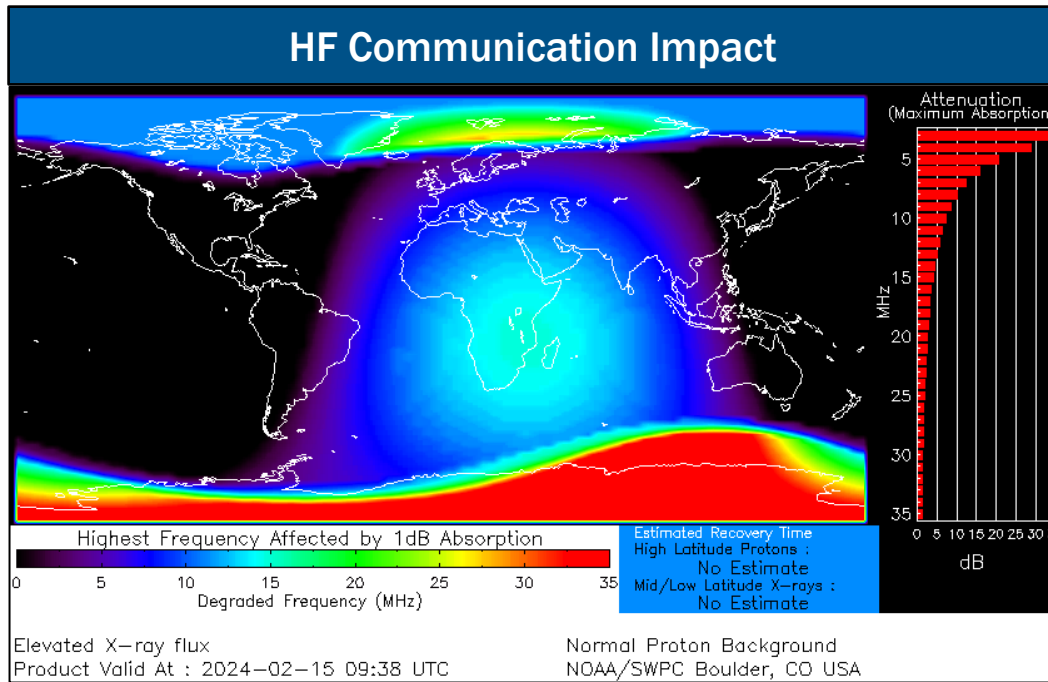 HF Communication Impact
Attenuation
(Maximum Absorption
5
10
15
20
25
30
35
MHz
0 5 10 15 20 25 30
dB
Highest Frequency Affected by 1dB Absorption
0 5 10 15 20 25 30 35
Degraded Frequency (MHz)
Estimated Recovery Time
High Latitude Protons :
No Estimate
Mid/Low Latitude X-rays :
No Estimate
Elevated X-ray flux
Product Valid At : 2024-02-15 09:38 UTC
Normal Proton Background
NOAA/SWPC Boulder, CO USA